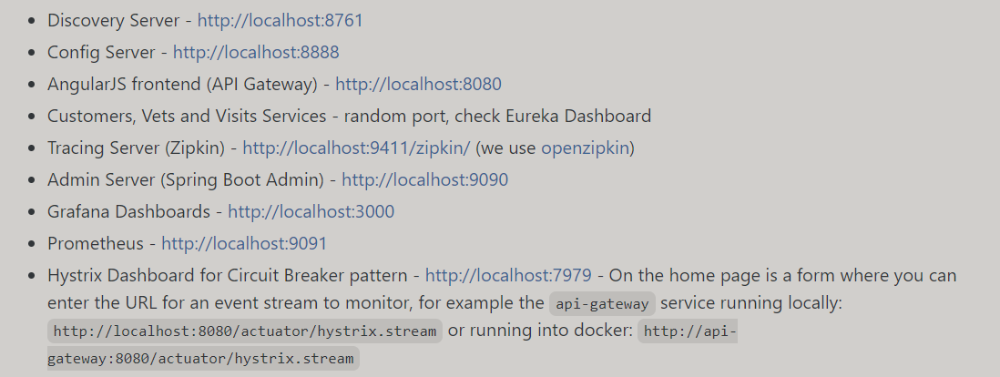 Discovery Server - http://localhost:8761
Config Server - http://localhost:8888
AngularJS frontend (API Gateway) - http://localhost:8080
Customers, Vets and Visits Services - random port, check Eureka Dashboard
Tracing Server (Zipkin) - http://localhost:9411/zipkin/ (we use openzipkin)
Admin Server (Spring Boot Admin) - http://localhost:9090
Grafana Dashboards - http://localhost:3000
Prometheus - http://localhost:9091
Hystrix Dashboard for Circuit Breaker pattern - http://localhost:7979 - On the home page is a form where you can
enter the URL for an event stream to monitor, for example the api-gateway service running locally:
http://localhost:8080/actuator/hystrix.stream or running into docker: http://api-
gateway:8080/actuator/hystrix.stream